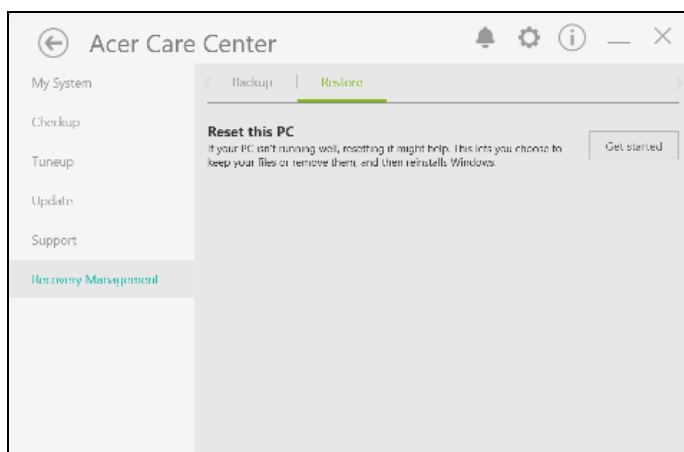 Acer Care Center
My System
Backup | Restore
Checkup
Reset this PC
If your PC isn't running well, resetting it might help. This lets you choose to
keep your files or remove them, and then reinstalls Windows.
Get started
Tuneup
Update
Support
Recovery Management